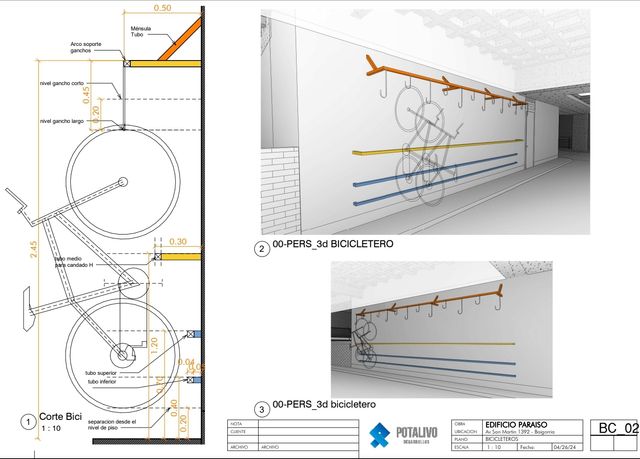 0.50
Ménsula
Tubo
Arco soporte
ganchos
nivel gancho corto
0.45
0.20
nivel gancho largo
2.45
0.30
tubo medio
para candado H
1.20
0.04
tubo superior
tubo inferior
0.40
0.20
separacion desde el
nivel de piso
1 Corte Bici
1 : 10
2 00-PERS_3d BICICLETERO
3 00-PERS_3d bicicletero
NOTA
CLIENTE
ARCHIVO ARCHIVO
POTALIVO
DESARROLLOS
OBRA EDIFICIO PARAISO
UBICACION Av San Martin 1392 - Baigorria
PLANO BICICLETEROS
ESCALA 1 : 10 Fecha: 04/26/24
BC_02